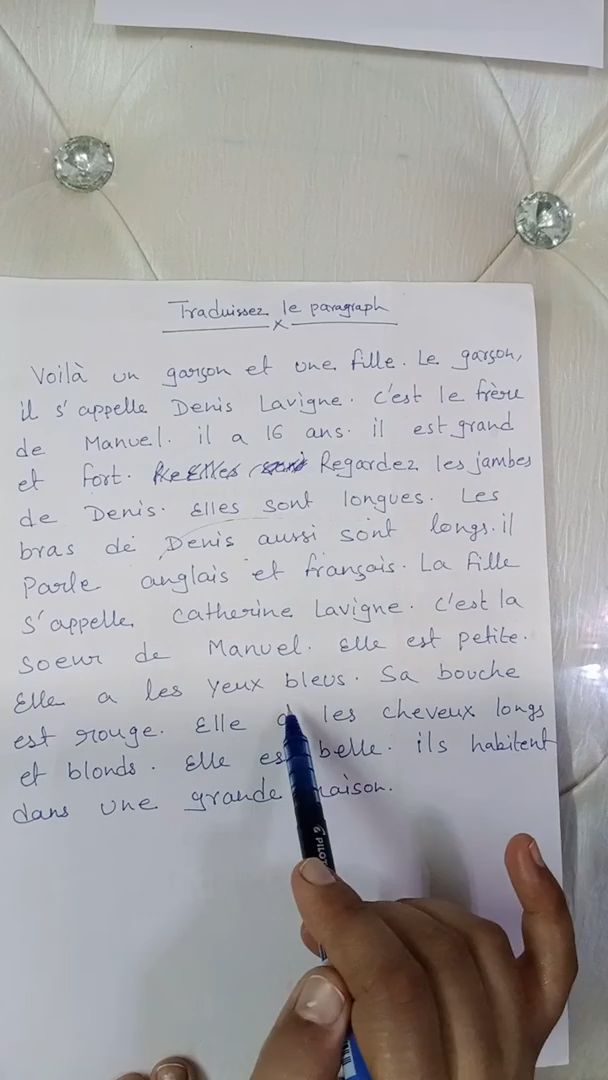 Traduissez le paragraph
x
Voilà un garçon et une fille. Le garçon,
il s'appelle Denis Lavigne. C'est le frère
de Manuel. il a 16 ans. il est grand
et fort. Regardez les jambes
de Denis. Elles sont longues. Les
bras de Denis aussi sont longs. il
Parle anglais et français. La fille
s'appelle Catherine Lavigne. C'est la
soeur de Manuel. Elle est petite.
Elle a les yeux bleus. Sa bouche
est rouge. Elle a les cheveux longs
et blonds. Elle est belle. ils habitent
dans une grande maison.
PILOT